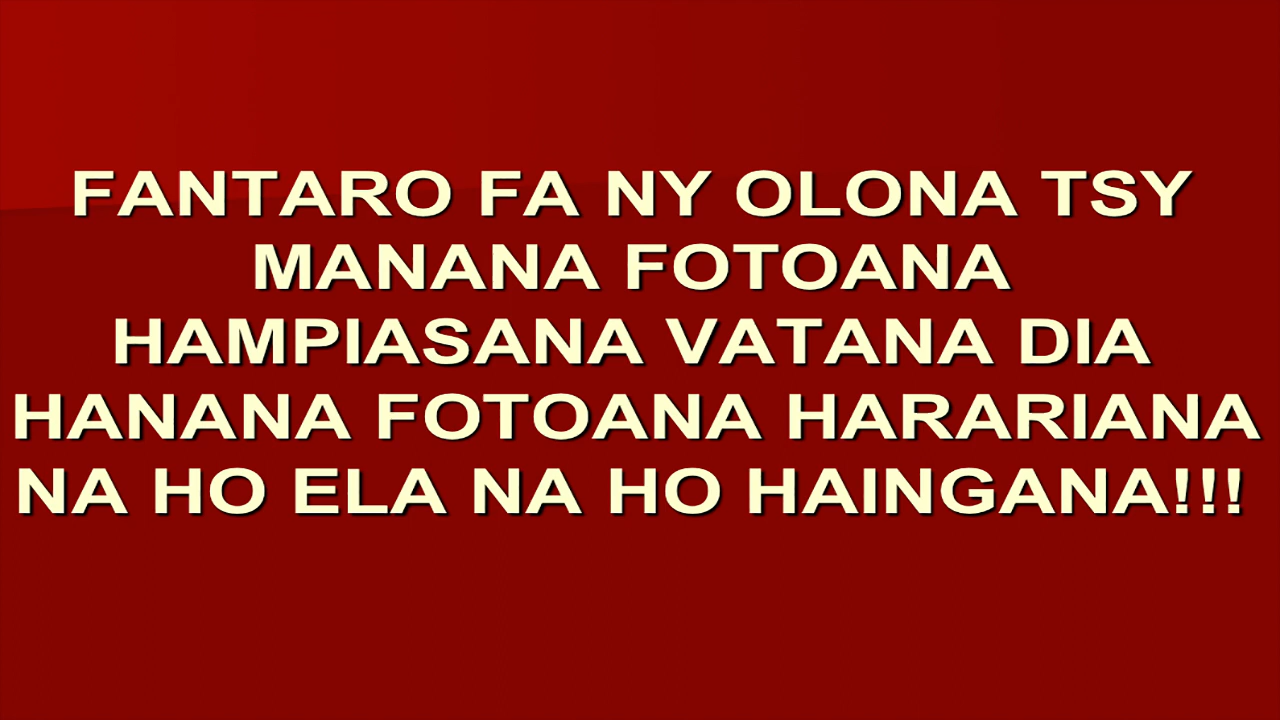 FANTARO FA NY OLONA TSY
MANANA FOTOANA
HAMPIASANA VATANA DIA
HANANA FOTOANA HARARIANA
NA HO ELA NA HO HAINGANA!!!